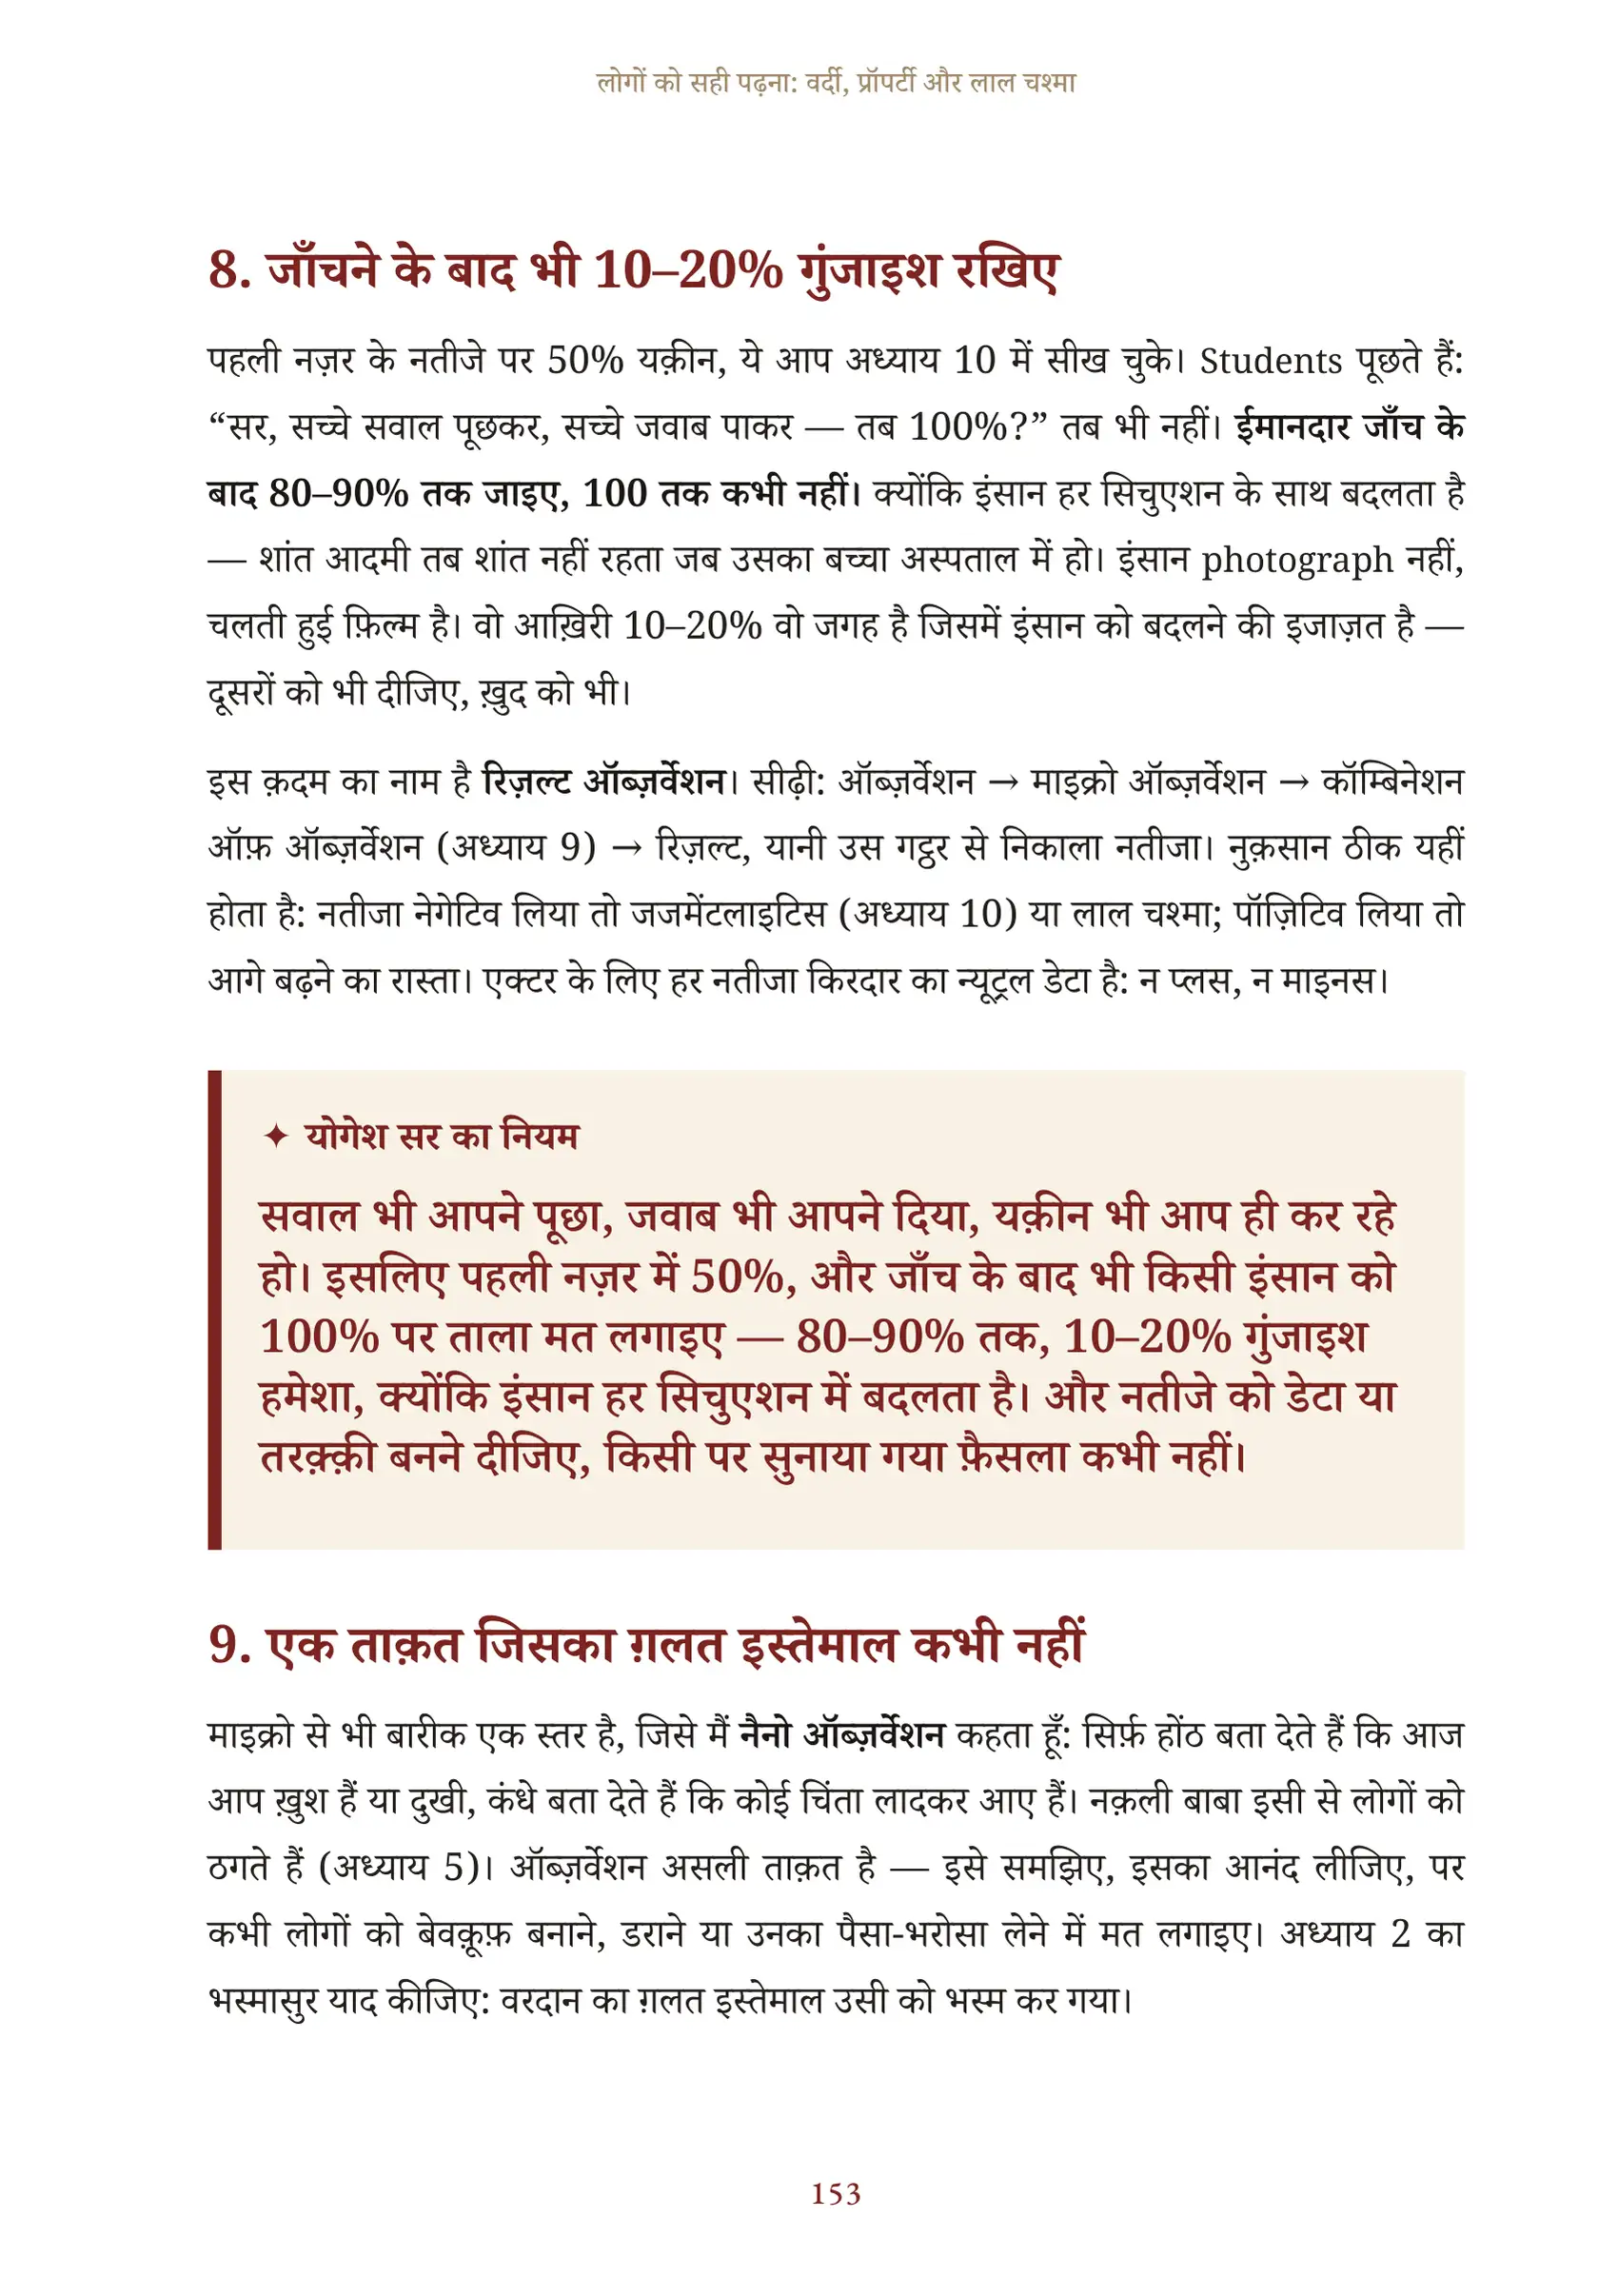 लोगों को सही पढ़ना: वर्दी, प्रॉपर्टी और लाल चश्मा
8. जाँचने के बाद भी 10–20% गुंजाइश रखिए
पहली नज़र के नतीजे पर 50% यक़ीन, ये आप अध्याय 10 में सीख चुके। Students पूछते हैं:
“सर, सच्चे सवाल पूछकर, सच्चे जवाब पाकर — तब 100%?” तब भी नहीं। ईमानदार जाँच के
बाद 80–90% तक जाइए, 100 तक कभी नहीं। क्योंकि इंसान हर सिचुएशन के साथ बदलता है
— शांत आदमी तब शांत नहीं रहता जब उसका बच्चा अस्पताल में हो। इंसान photograph नहीं,
चलती हुई फ़िल्म है। वो आख़िरी 10–20% वो जगह है जिसमें इंसान को बदलने की इजाज़त है —
दूसरों को भी दीजिए, ख़ुद को भी।
इस क़दम का नाम है रिज़ल्ट ऑब्ज़र्वेशन। सीढ़ी: ऑब्ज़र्वेशन → माइक्रो ऑब्ज़र्वेशन → कॉम्बिनेशन
ऑफ़ ऑब्ज़र्वेशन (अध्याय 9) → रिज़ल्ट, यानी उस गट्ठर से निकाला नतीजा। नुक़सान ठीक यहीं
होता है: नतीजा नेगेटिव लिया तो जजमेंटलाइटिस (अध्याय 10) या लाल चश्मा; पॉज़िटिव लिया तो
आगे बढ़ने का रास्ता। एक्टर के लिए हर नतीजा किरदार का न्यूट्रल डेटा है: न प्लस, न माइनस।
✦ योगेश सर का नियम
सवाल भी आपने पूछा, जवाब भी आपने दिया, यक़ीन भी आप ही कर रहे
हो। इसलिए पहली नज़र में 50%, और जाँच के बाद भी किसी इंसान को
100% पर ताला मत लगाइए — 80–90% तक, 10–20% गुंजाइश
हमेशा, क्योंकि इंसान हर सिचुएशन में बदलता है। और नतीजे को डेटा या
तरक़्क़ी बनने दीजिए, किसी पर सुनाया गया फ़ैसला कभी नहीं।
9. एक ताक़त जिसका ग़लत इस्तेमाल कभी नहीं
माइक्रो से भी बारीक एक स्तर है, जिसे मैं नैनो ऑब्ज़र्वेशन कहता हूँ: सिर्फ़ होंठ बता देते हैं कि आज
आप ख़ुश हैं या दुखी, कंधे बता देते हैं कि कोई चिंता लादकर आए हैं। नक़ली बाबा इसी से लोगों को
ठगते हैं (अध्याय 5)। ऑब्ज़र्वेशन असली ताक़त है — इसे समझिए, इसका आनंद लीजिए, पर
कभी लोगों को बेवक़ूफ़ बनाने, डराने या उनका पैसा-भरोसा लेने में मत लगाइए। अध्याय 2 का
भस्मासुर याद कीजिए: वरदान का ग़लत इस्तेमाल उसी को भस्म कर गया।
153